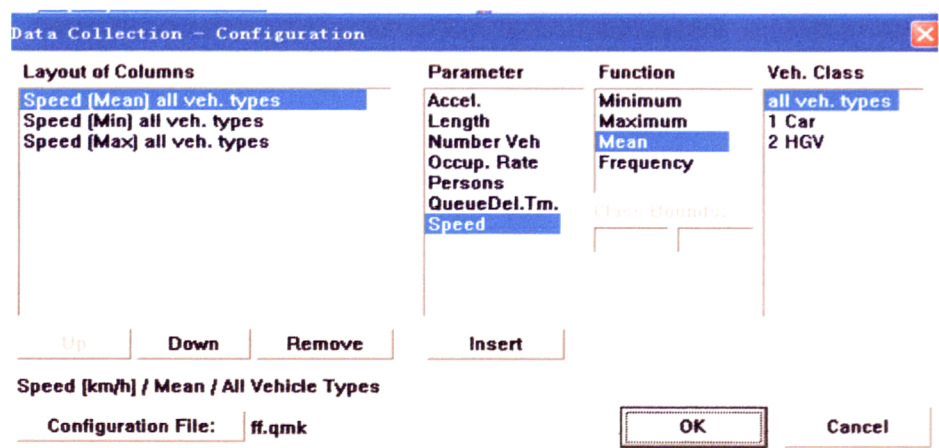 Data Collection - Configuration
Layout of Columns
Speed (Mean) all veh. types
Speed (Min) all veh. types
Speed (Max) all veh. types
Parameter
Accel.
Length
Number Veh
Occup. Rate
Persons
QueueDel.Tm.
Speed
Function
Minimum
Maximum
Mean
Frequency
Class Bounds:
Veh. Class
all veh. types
1 Car
2 HGV
Up
Down
Remove
Insert
Speed [km/h] / Mean / All Vehicle Types
Configuration File:
ff.qmk
OK
Cancel